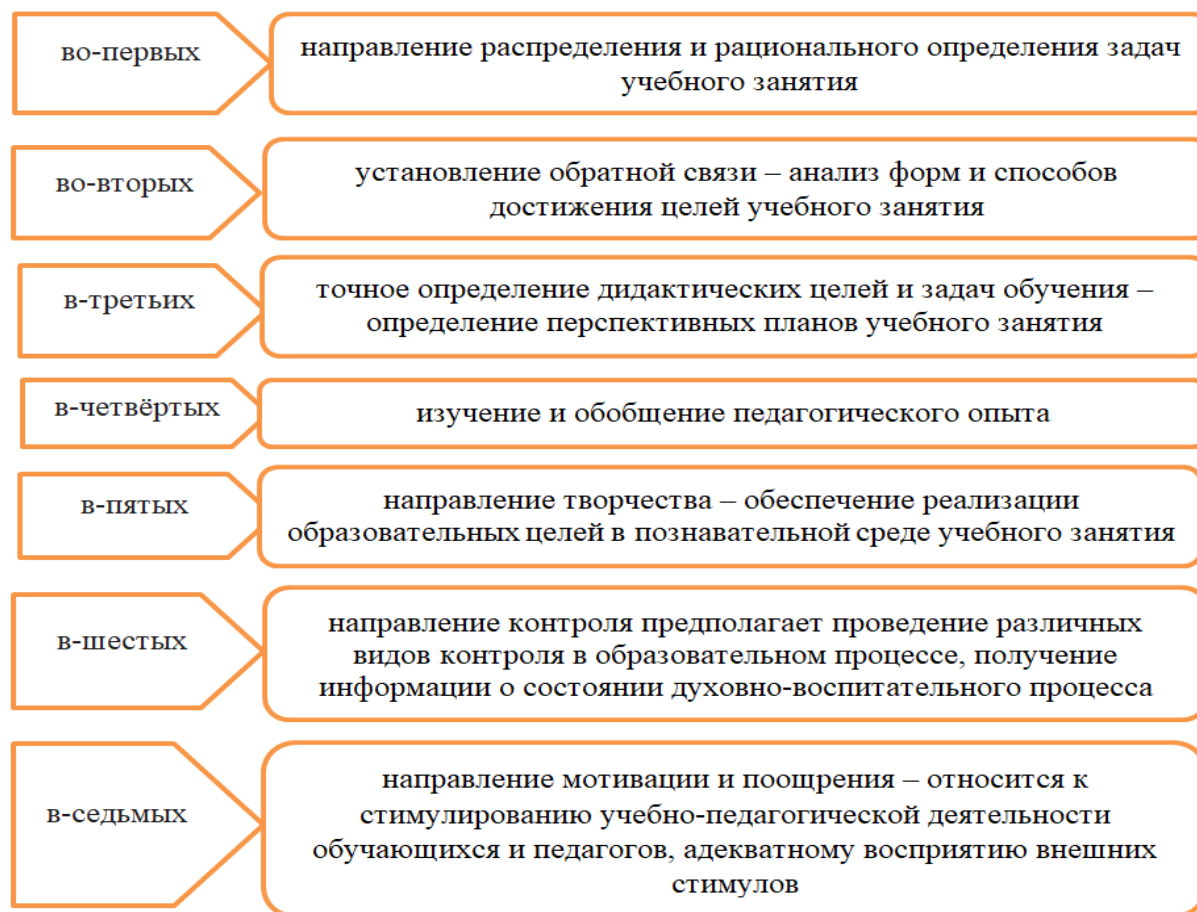 во-первых
направление распределения и рационального определения задач
учебного занятия
во-вторых
установление обратной связи – анализ форм и способов
достижения целей учебного занятия
в-третьих
точное определение дидактических целей и задач обучения –
определение перспективных планов учебного занятия
в-четвёртых
изучение и обобщение педагогического опыта
в-пятых
направление творчества – обеспечение реализации
образовательных целей в познавательной среде учебного занятия
в-шестых
направление контроля предполагает проведение различных
видов контроля в образовательном процессе, получение
информации о состоянии духовно-воспитательного процесса
в-седьмых
направление мотивации и поощрения – относится к
стимулированию учебно-педагогической деятельности
обучающихся и педагогов, адекватному восприятию внешних
стимулов